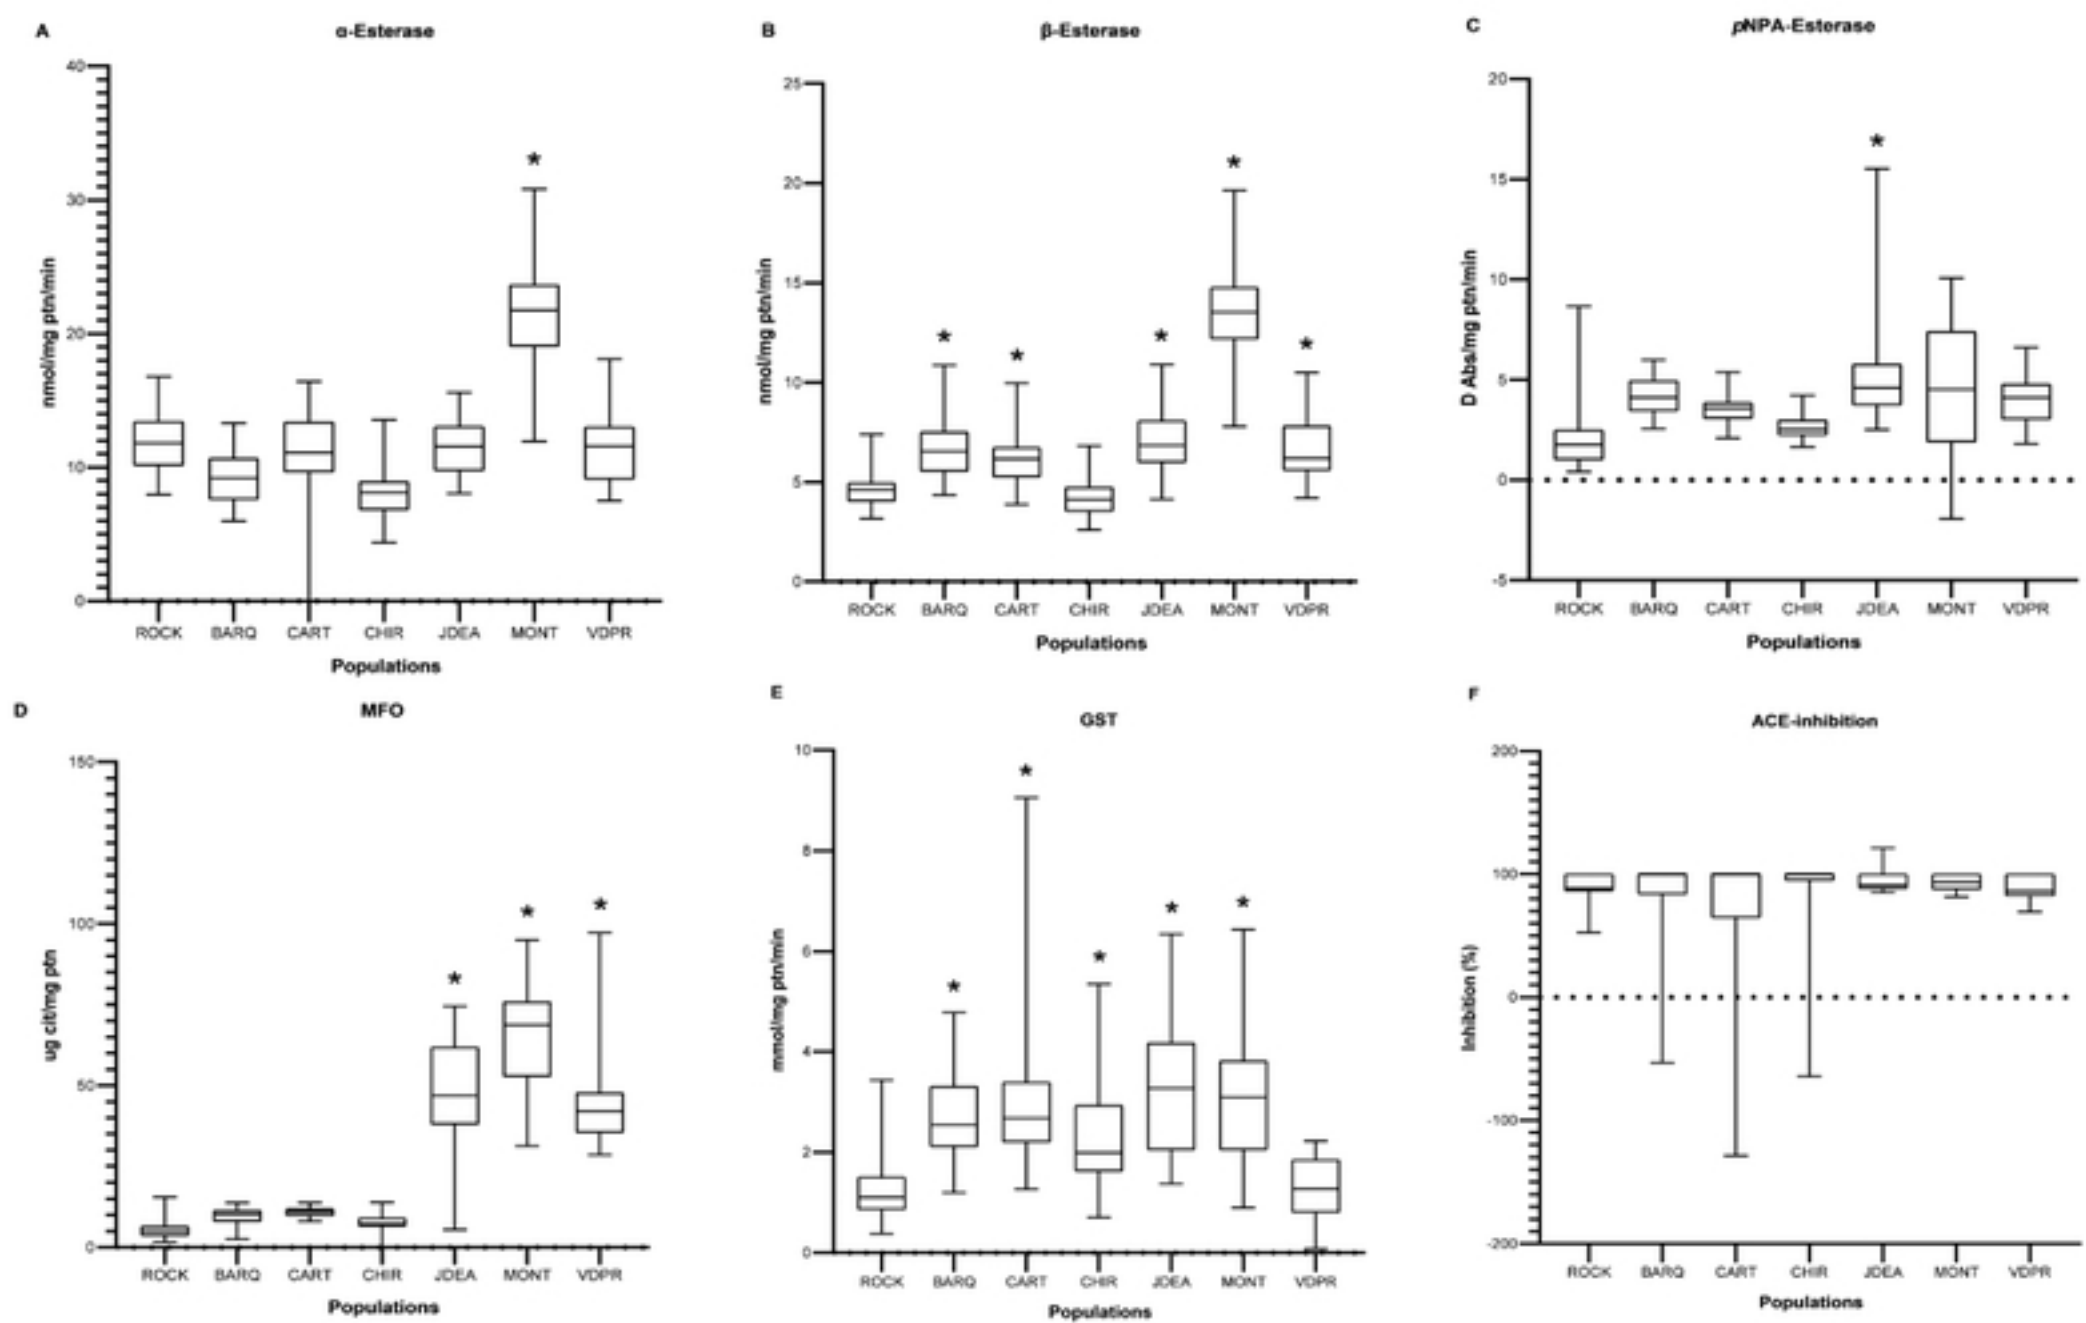 A
α-Esterase
40
30
20
10
0
nmol/mg ptn/min
*
ROCK BARQ CART CHIR JDEA MONT VDPR
Populations
B
β-Esterase
25
20
15
10
5
0
nmol/mg ptn/min
* * * * *
ROCK BARQ CART CHIR JDEA MONT VDPR
Populations
C
pNPA-Esterase
20
15
10
5
0
-5
D Abs/mg ptn/min
*
ROCK BARQ CART CHIR JDEA MONT VDPR
Populations
D
MFO
150
100
50
0
ug cit/mg ptn
* * *
ROCK BARQ CART CHIR JDEA MONT VDPR
Populations
E
GST
10
8
6
4
2
0
mmol/mg ptn/min
* * * * *
ROCK BARQ CART CHIR JDEA MONT VDPR
Populations
F
ACE-inhibition
200
100
0
-100
-200
Inhibition (%)
ROCK BARQ CART CHIR JDEA MONT VDPR
Populations